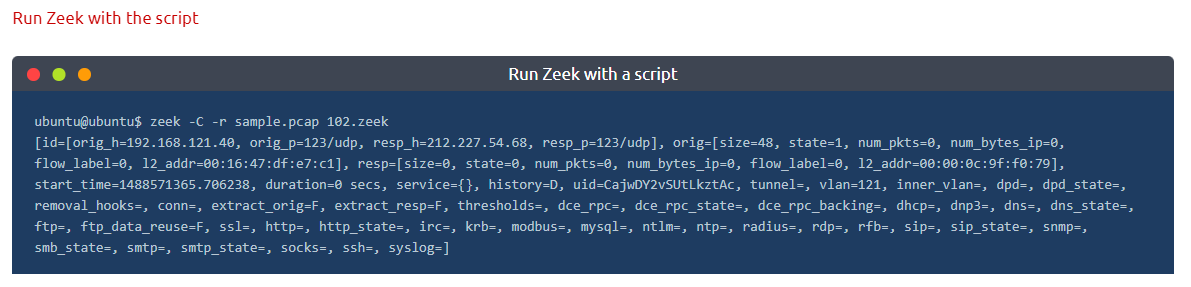 Run Zeek with the script
Run Zeek with a script
ubuntu@ubuntu$ zeek -C -r sample.pcap 102.zeek
[id=[orig_h=192.168.121.40, orig_p=123/udp, resp_h=212.227.54.68, resp_p=123/udp], orig=[size=48, state=1, num_pkts=0, num_bytes_ip=0,
flow_label=0, l2_addr=00:16:47:df:e7:c1], resp=[size=0, state=0, num_pkts=0, num_bytes_ip=0, flow_label=0, l2_addr=00:00:0c:9f:f0:79],
start_time=1488571365.706238, duration=0 secs, service={}, history=D, uid=CajwDY2vSUtLkztAc, tunnel=, vlan=121, inner_vlan=, dpd=, dpd_state=,
removal_hooks=, conn=, extract_orig=F, extract_resp=F, thresholds=, dce_rpc=, dce_rpc_state=, dce_rpc_backing=, dhcp=, dnp3=, dns=, dns_state=,
ftp=, ftp_data_reuse=F, ssl=, http=, http_state=, irc=, krb=, modbus=, mysql=, ntlm=, ntp=, radius=, rdp=, rfb=, sip=, sip_state=, snmp=,
smb_state=, smtp=, smtp_state=, socks=, ssh=, syslog=]